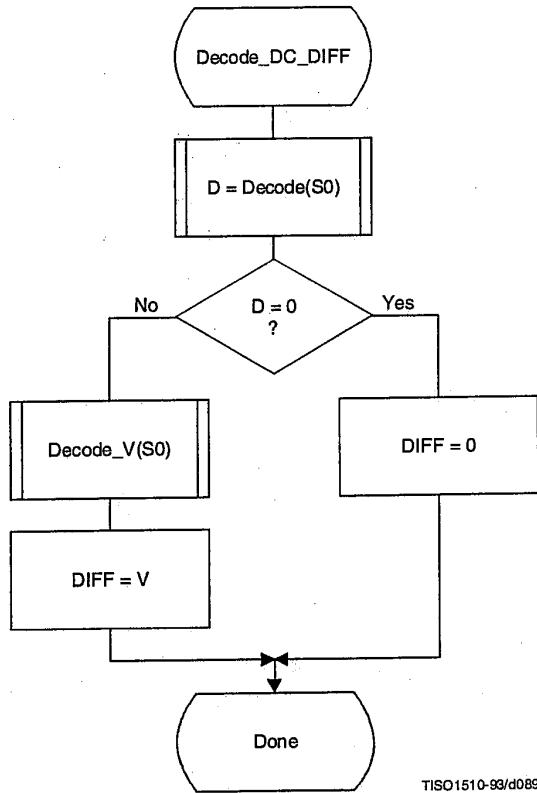 Decode_DC_DIFF
D = Decode(S0)
No
D = 0
?
Yes
Decode_V(S0)
DIFF = 0
DIFF = V
Done
TISO1510-93/d089